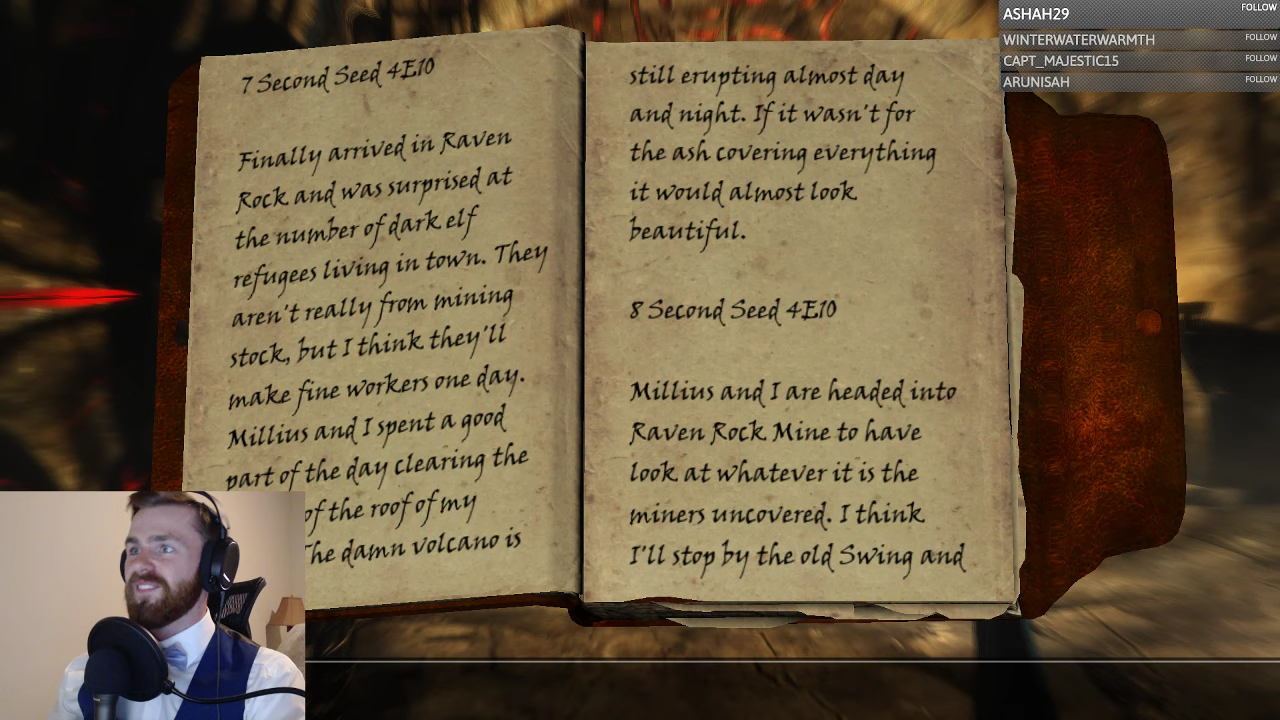 7 Second Seed 4E10
Finally arrived in Raven
Rock and was surprised at
the number of dark elf
refugees living in town. They
aren't really from mining
stock, but I think they'll
make fine workers one day.
Millius and I spent a good
part of the day clearing the
of the roof of my
The damn volcano is
still erupting almost day
and night. If it wasn't for
the ash covering everything
it would almost look
beautiful.
8 Second Seed 4E10
Millius and I are headed into
Raven Rock Mine to have
look at whatever it is the
miners uncovered. I think
I'll stop by the old Swing and
ASHAH29 FOLLOW
WINTERWATERWARMTH FOLLOW
CAPT_MAJESTIC15 FOLLOW
ARUNISAH FOLLOW